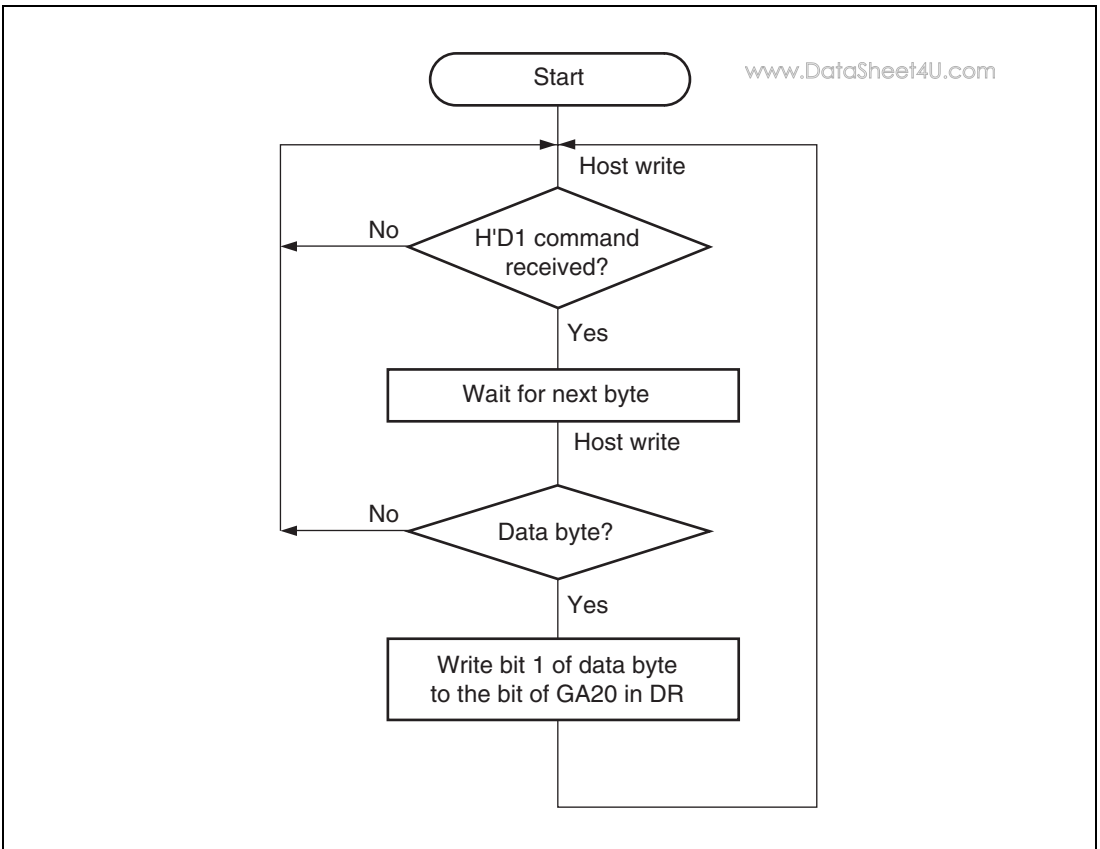 Start
www.DataSheet4U.com
Host write
No
H'D1 command
received?
Yes
Wait for next byte
Host write
No
Data byte?
Yes
Write bit 1 of data byte
to the bit of GA20 in DR